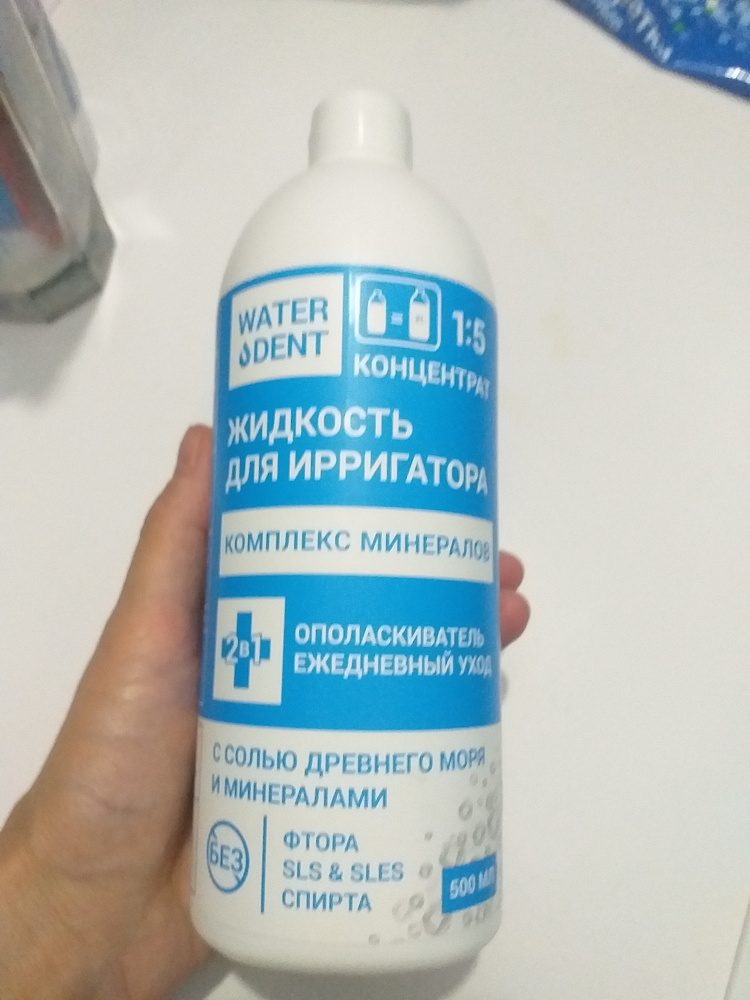 WATER
DENT
1:5
КОНЦЕНТРАТ
ЖИДКОСТЬ
ДЛЯ ИРРИГАТОРА
КОМПЛЕКС МИНЕРАЛОВ
2в1
ОПОЛАСКИВАТЕЛЬ
ЕЖЕДНЕВНЫЙ УХОД
С СОЛЬЮ ДРЕВНЕГО МОРЯ
И МИНЕРАЛАМИ
БЕЗ
ФТОРА
SLS & SLES
СПИРТА
500 МЛ